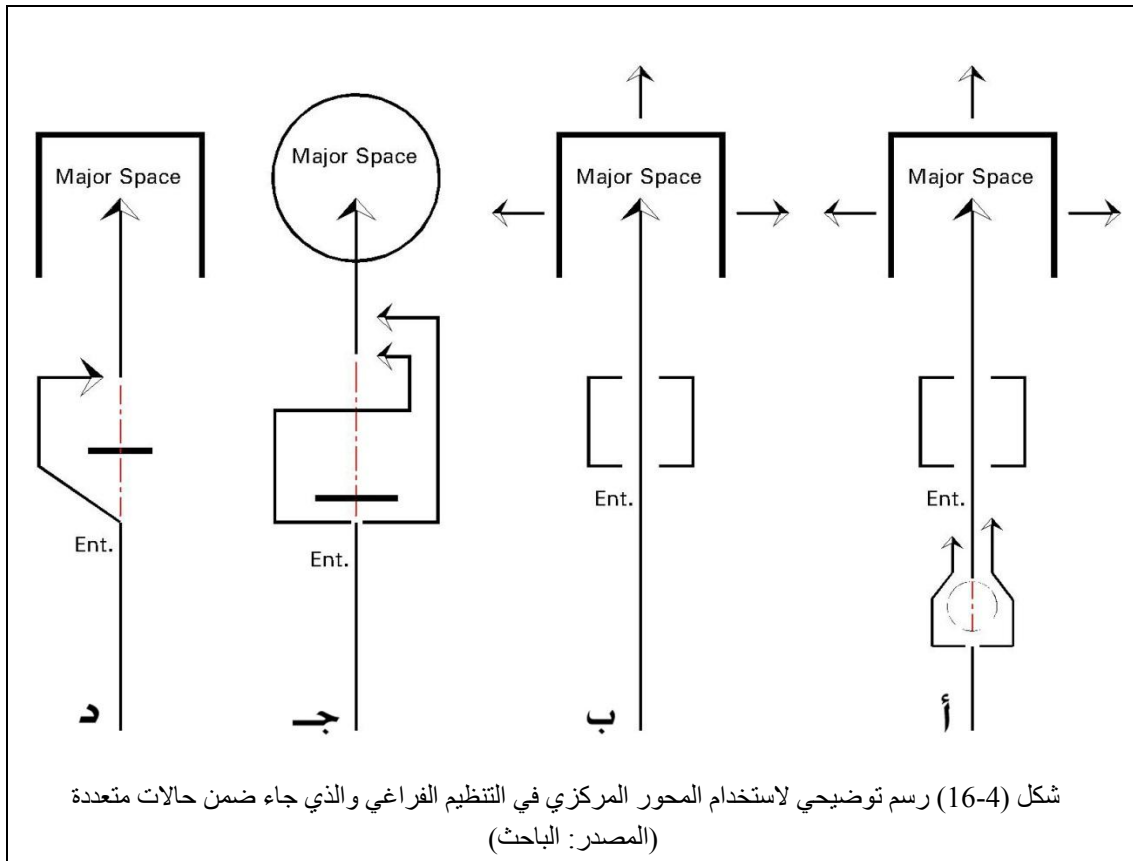 Major Space
Major Space
Major Space
Major Space
Ent.
Ent.
Ent.
Ent.
أ
ب
جـ
د
شكل (4-16) رسم توضيحي لاستخدام المحور المركزي في التنظيم الفراغي والذي جاء ضمن حالات متعددة
(المصدر: الباحث)